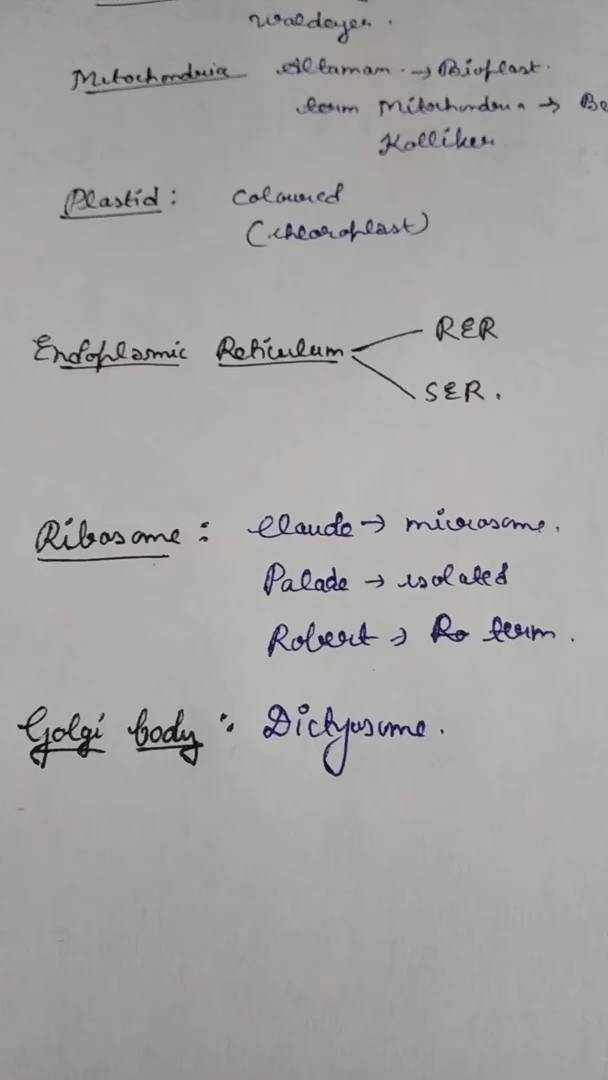 Waldeyer.
Mitochondria Altaman. → Bioplast.
term Mitochondria → Be
Kolliker
Plastid : Coloured
(chloroplast)
Endoplasmic Reticulum RER
SER.
Ribosome : Claude → microsome.
Palade → isolated
Robert → Ro term.
Golgi body : Dictyosome.